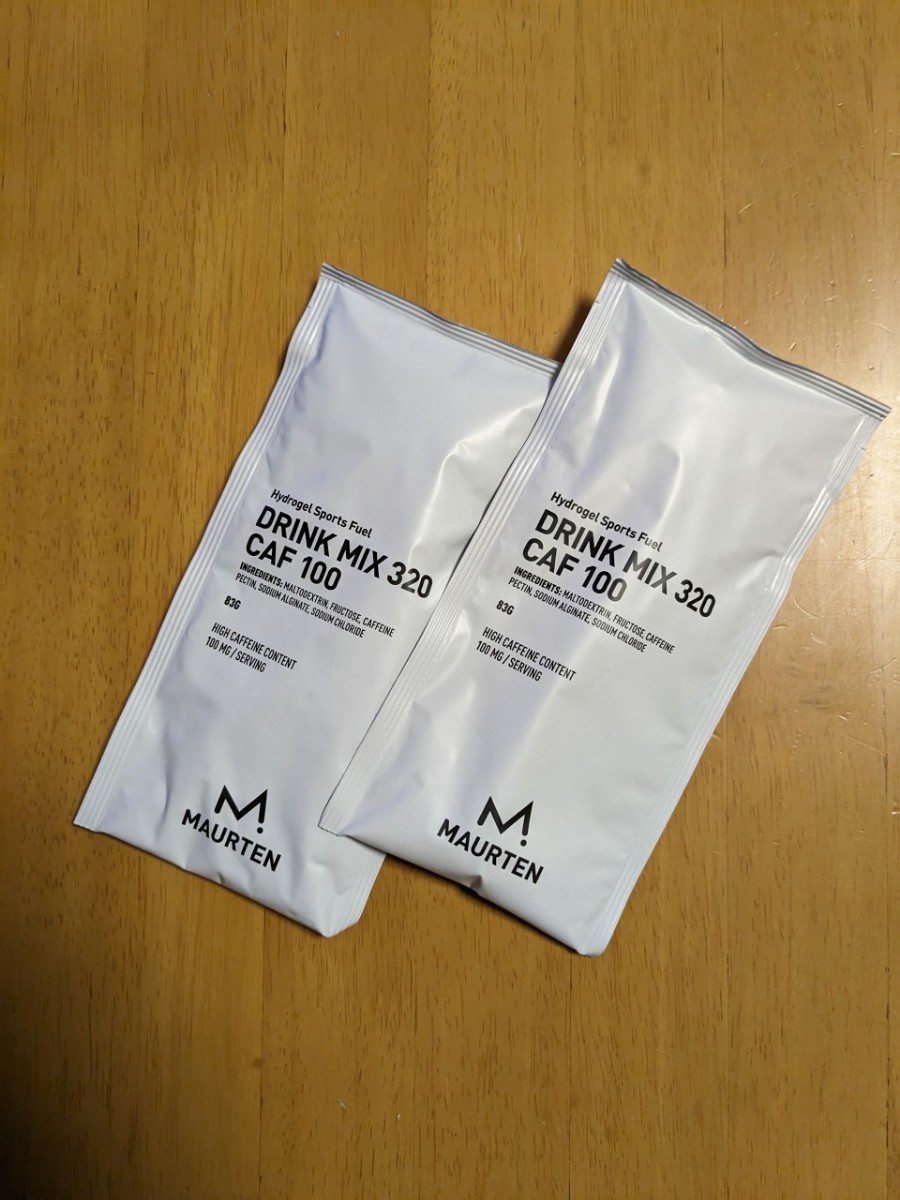 Hydrogel Sports Fuel
DRINK MIX 320
CAF 100
INGREDIENTS: MALTODEXTRIN, FRUCTOSE, CAFFEINE
PECTIN, SODIUM ALGINATE, SODIUM CHLORIDE
83G
HIGH CAFFEINE CONTENT
100 MG / SERVING
M.
MAURTEN
Hydrogel Sports Fuel
DRINK MIX 320
CAF 100
INGREDIENTS: MALTODEXTRIN, FRUCTOSE, CAFFEINE
PECTIN, SODIUM ALGINATE, SODIUM CHLORIDE
83G
HIGH CAFFEINE CONTENT
100 MG / SERVING
M.
MAURTEN